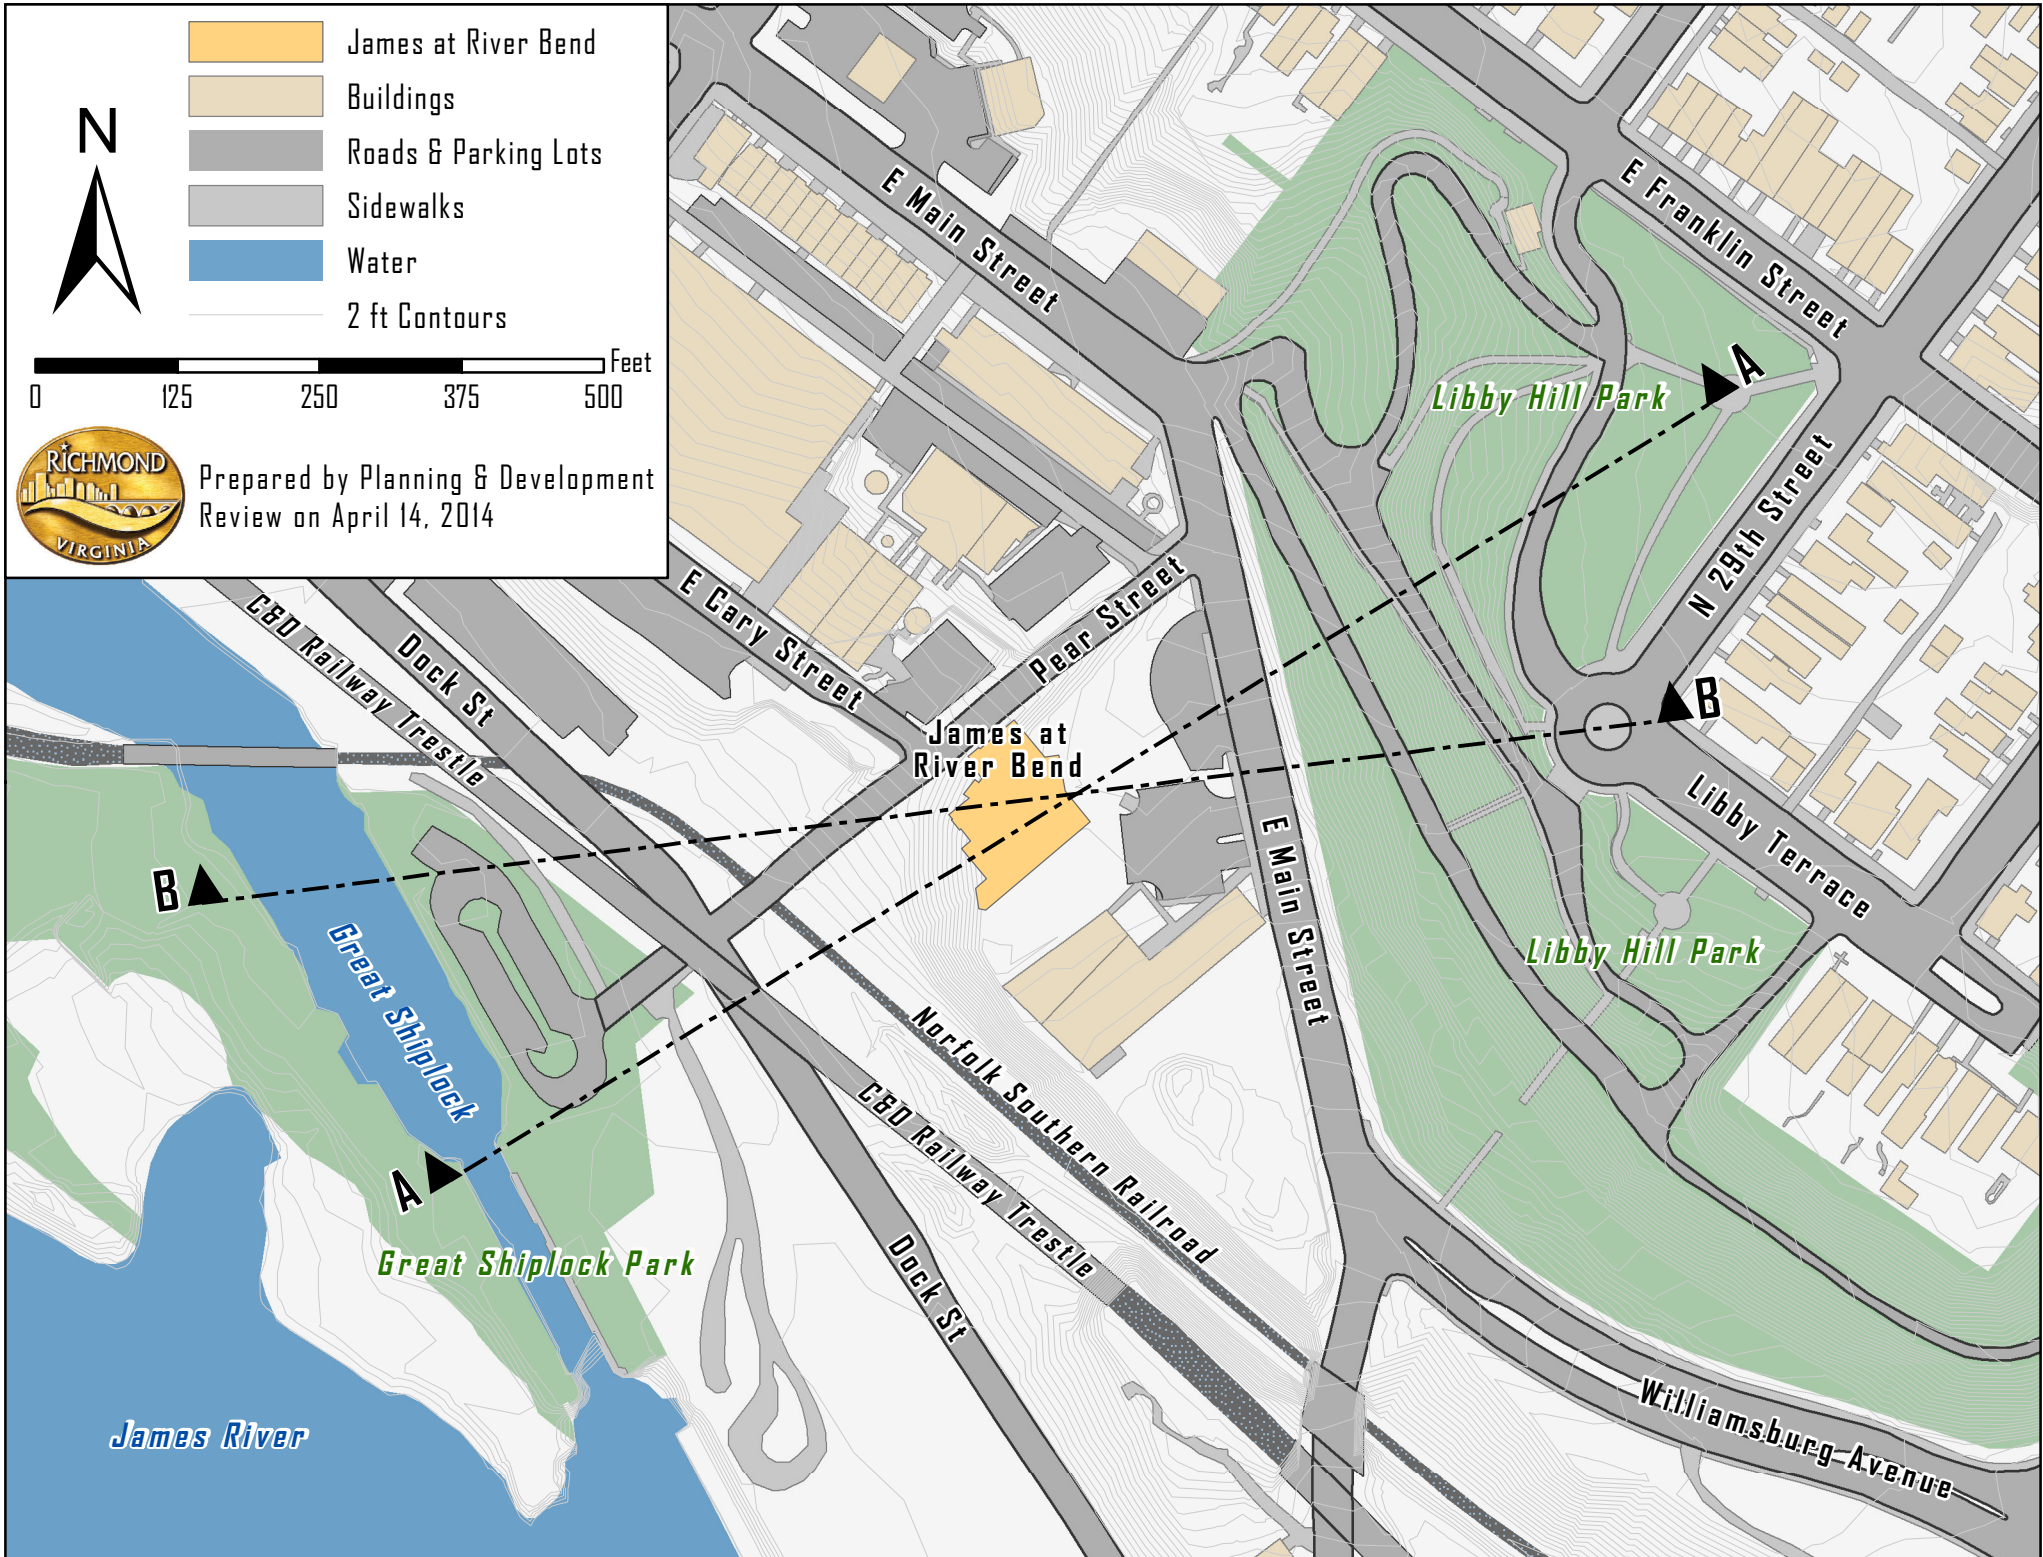 James at River Bend
Buildings
Roads & Parking Lots
Sidewalks
Water
2 ft Contours
N
Feet
0 125 250 375 500
RICHMOND
VIRGINIA
Prepared by Planning & Development
Review on April 14, 2014
E Main Street
E Franklin Street
Libby Hill Park
A
N 29th Street
E Cary Street
Pear Street
C&O Railway Trestle
Dock St
James at
River Bend
B
Libby Terrace
B
Great Shiplock
E Main Street
Libby Hill Park
Norfolk Southern Railroad
C&O Railway Trestle
A
Great Shiplock Park
Dock St
James River
Williamsburg Avenue